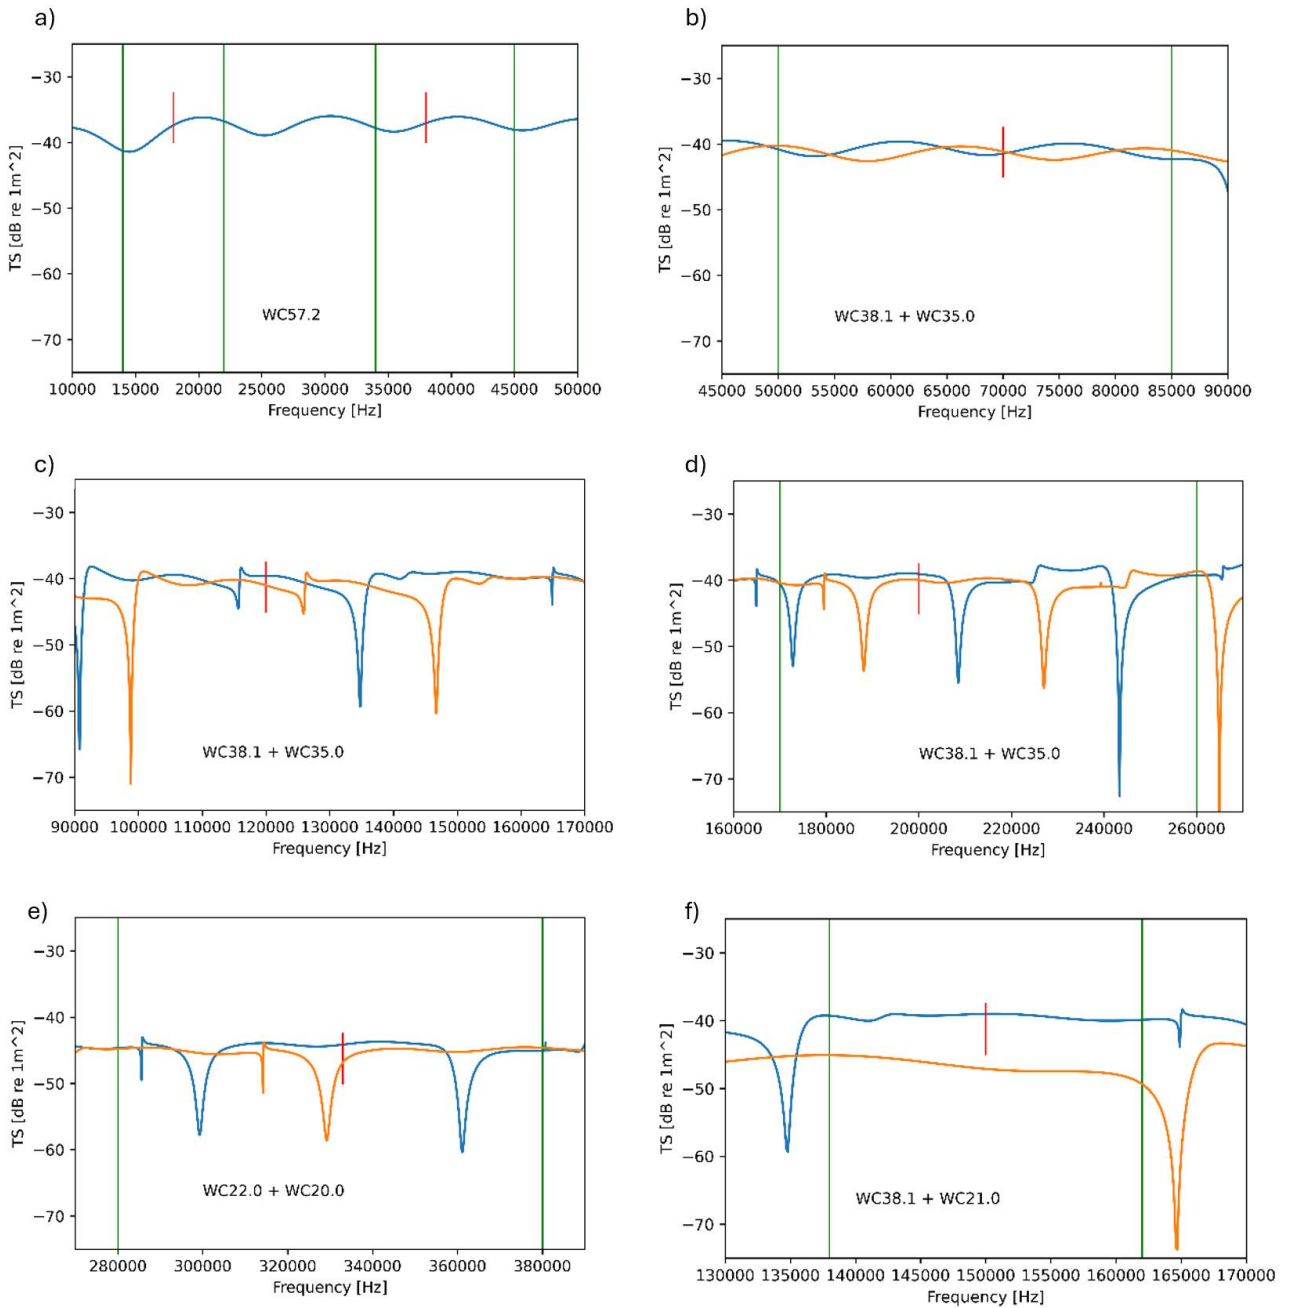 a)
−30
−40
−50
−60
−70
TS [dB re 1m^2]
WC57.2
10000 15000 20000 25000 30000 35000 40000 45000 50000
Frequency [Hz]
b)
−30
−40
−50
−60
−70
TS [dB re 1m^2]
WC38.1 + WC35.0
45000 50000 55000 60000 65000 70000 75000 80000 85000 90000
Frequency [Hz]
c)
−30
−40
−50
−60
−70
TS [dB re 1m^2]
WC38.1 + WC35.0
90000 100000 110000 120000 130000 140000 150000 160000 170000
Frequency [Hz]
d)
−30
−40
−50
−60
−70
TS [dB re 1m^2]
WC38.1 + WC35.0
160000 180000 200000 220000 240000 260000
Frequency [Hz]
e)
−30
−40
−50
−60
−70
TS [dB re 1m^2]
WC22.0 + WC20.0
280000 300000 320000 340000 360000 380000
Frequency [Hz]
f)
−30
−40
−50
−60
−70
TS [dB re 1m^2]
WC38.1 + WC21.0
130000 135000 140000 145000 150000 155000 160000 165000 170000
Frequency [Hz]